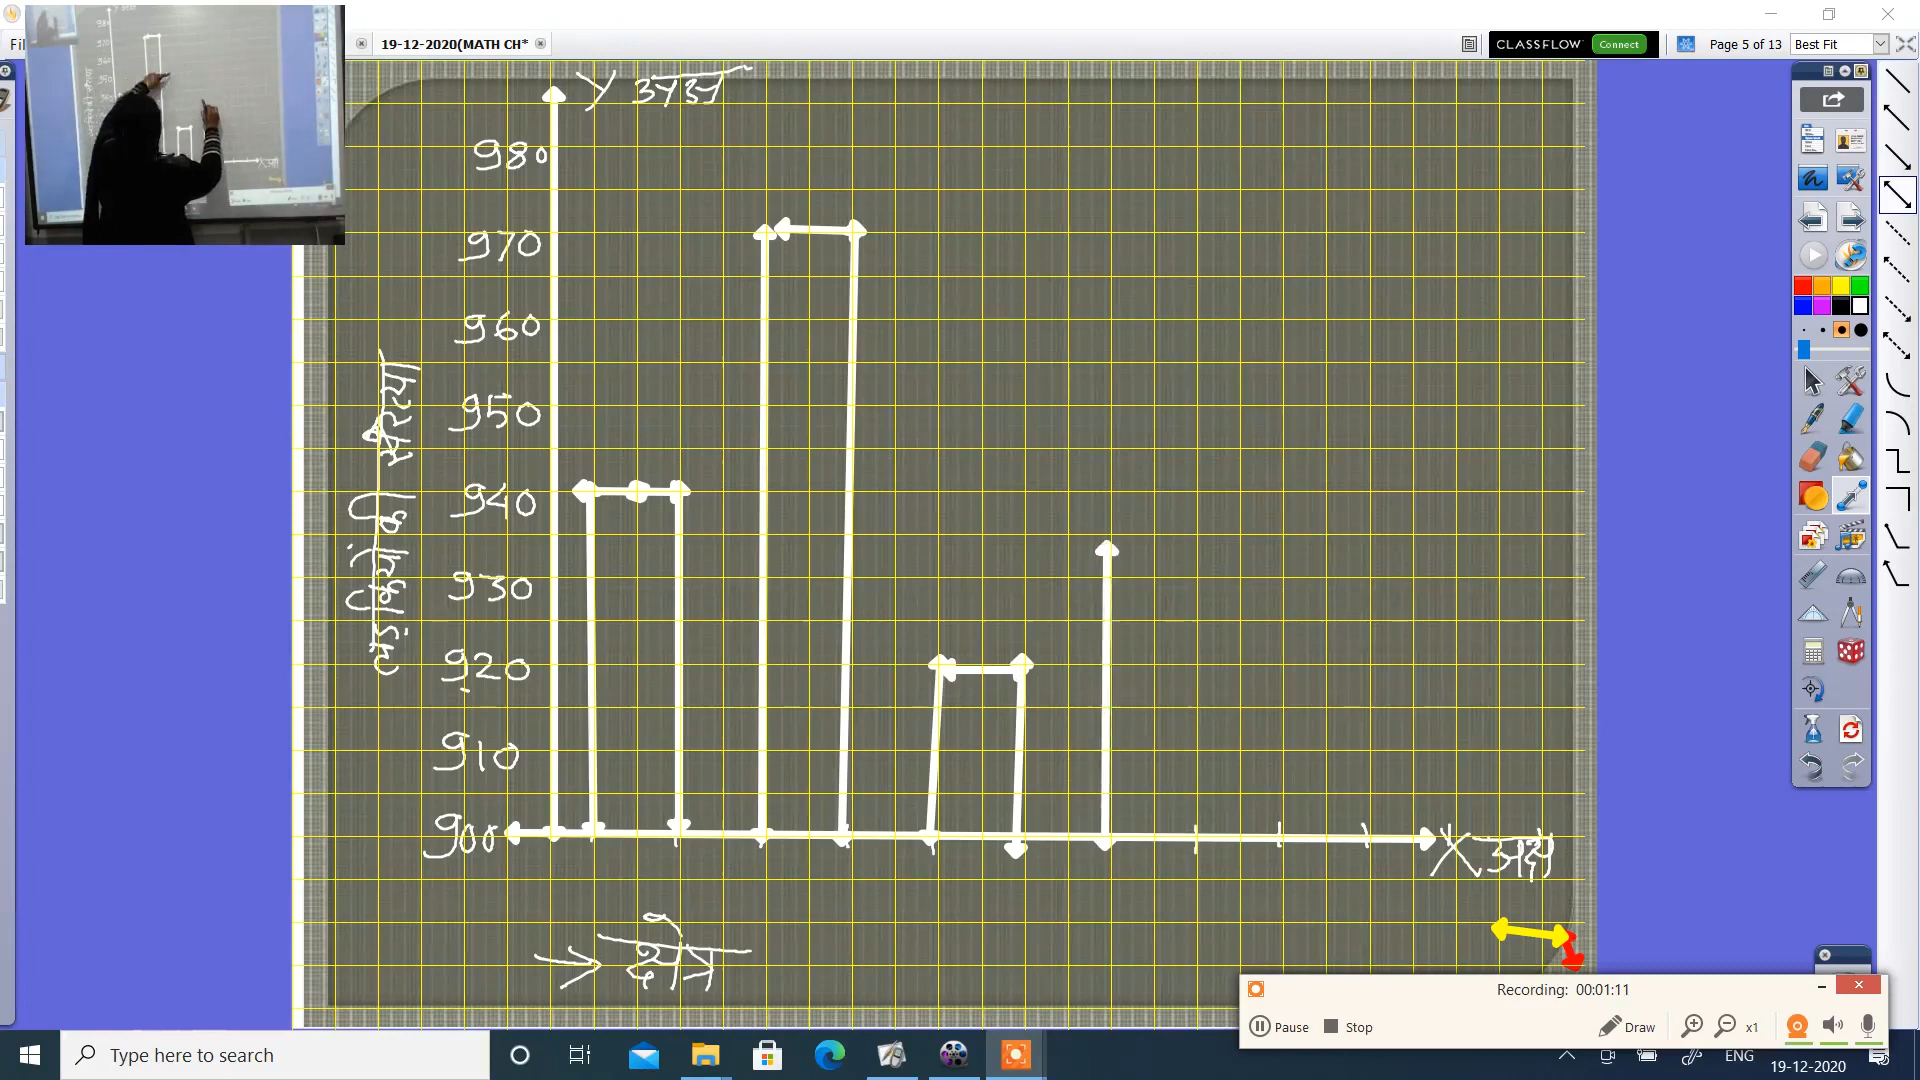 Fil
19-12-2020(MATH CH*
CLASSFLOW Connect
Page 5 of 13
Best Fit
Y अक्ष
980
970
960
950
940
930
920
910
900
लड़कियों की संख्या
X अक्ष
→ क्षेत्र
Recording: 00:01:11
Pause
Stop
Draw
x1
Type here to search
ENG
19-12-2020